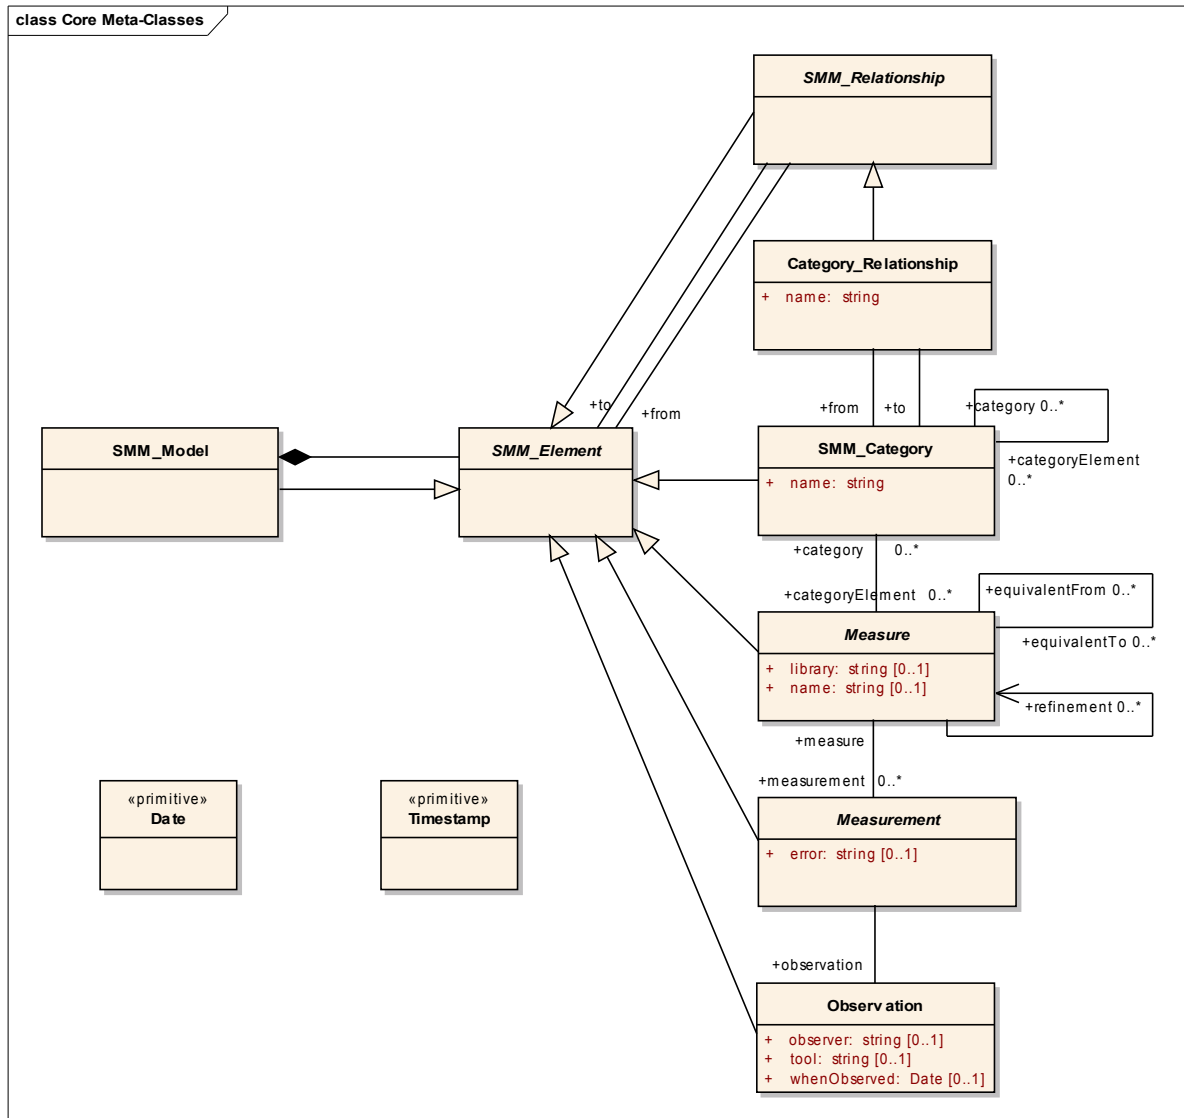 class Core Meta-Classes
SMM_Relationship
Category_Relationship
+ name: string
+to
+from
+from
+to
+category 0..*
SMM_Model
SMM_Element
SMM_Category
+ name: string
+categoryElement
0..*
+category 0..*
+categoryElement 0..*
+equivalentFrom 0..*
Measure
+equivalentTo 0..*
+ library: string [0..1]
+ name: string [0..1]
+refinement 0..*
+measure
+measurement 0..*
«primitive»
Date
«primitive»
Timestamp
Measurement
+ error: string [0..1]
+observation
Observation
+ observer: string [0..1]
+ tool: string [0..1]
+ whenObserved: Date [0..1]